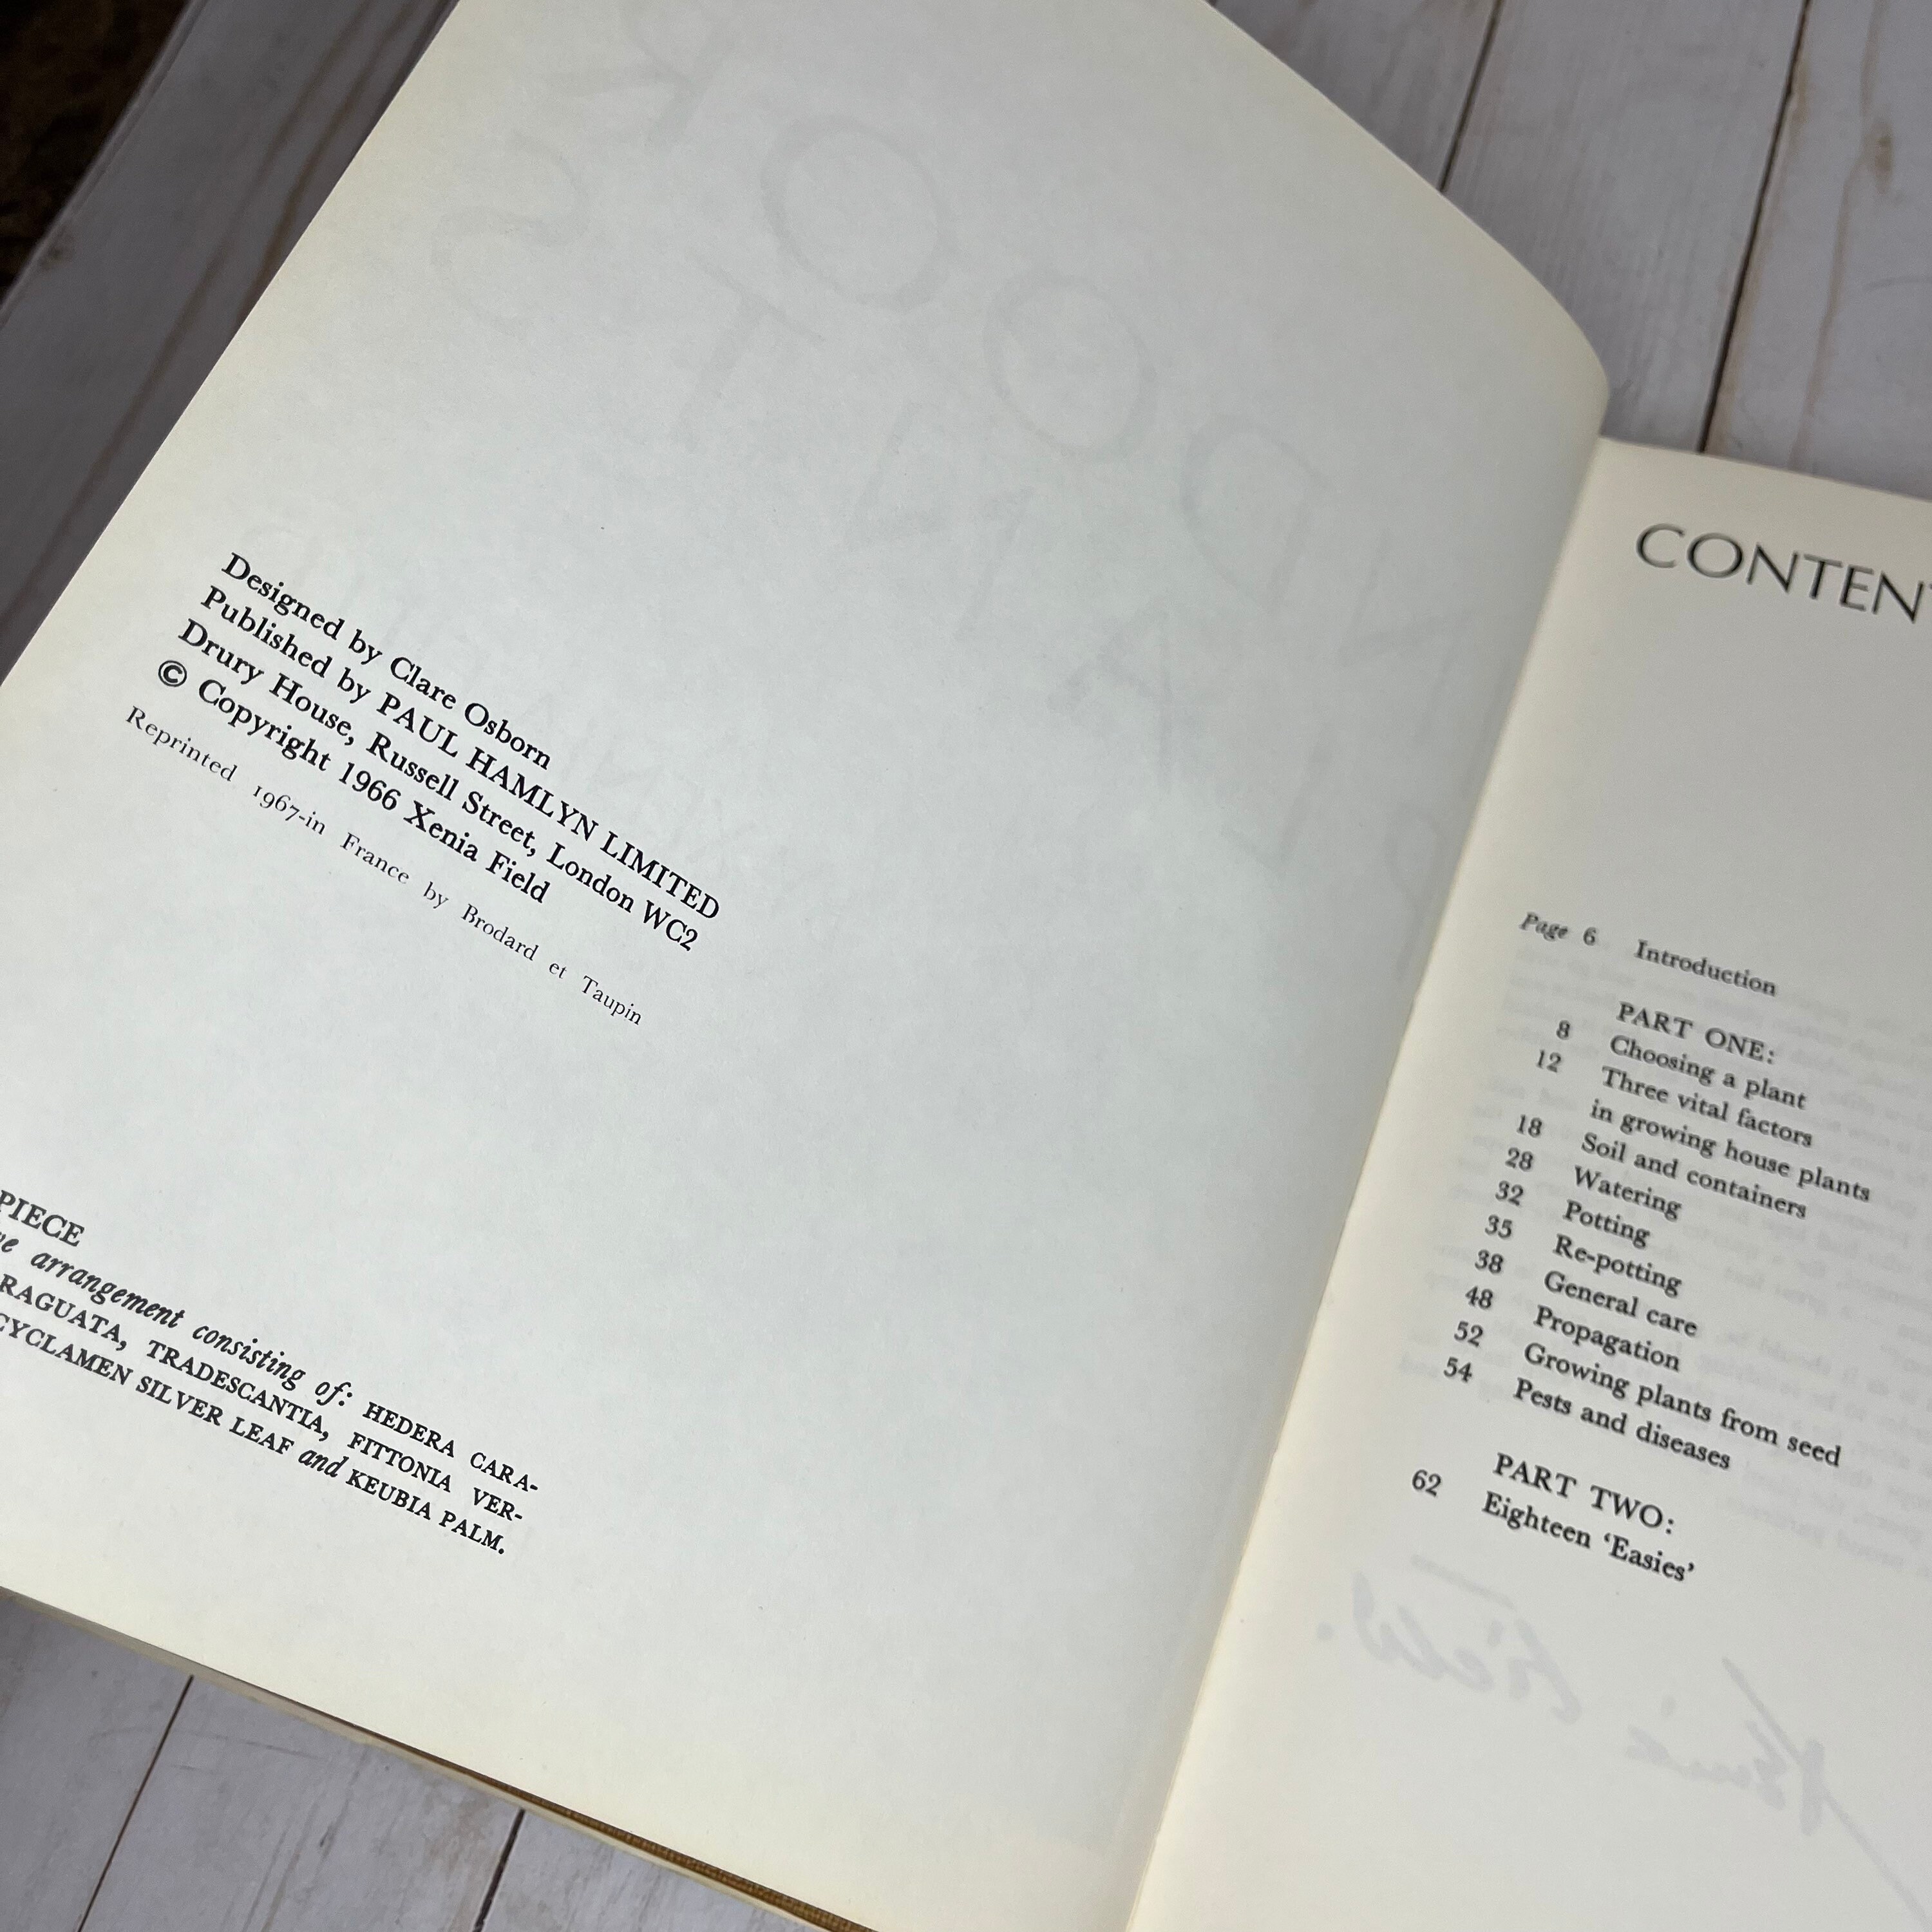 Designed by Clare Osborn
Published by PAUL HAMLYN LIMITED
Drury House, Russell Street, London WC2
© Copyright 1966 Xenia Field
Reprinted 1967-in France by Brodard et Taupin
PIECE
arrangement consisting of: HEDERA CARA-
RAGUATA, TRADESCANTIA, FITTONIA VER-
CYCLAMEN SILVER LEAF and KEUBIA PALM.
CONTENT
Page 6 Introduction
PART ONE:
8 Choosing a plant
12 Three vital factors
in growing house plants
18 Soil and containers
28 Watering
32 Potting
35 Re-potting
38 General care
48 Propagation
52 Growing plants from seed
54 Pests and diseases
PART TWO:
62 Eighteen 'Easies'